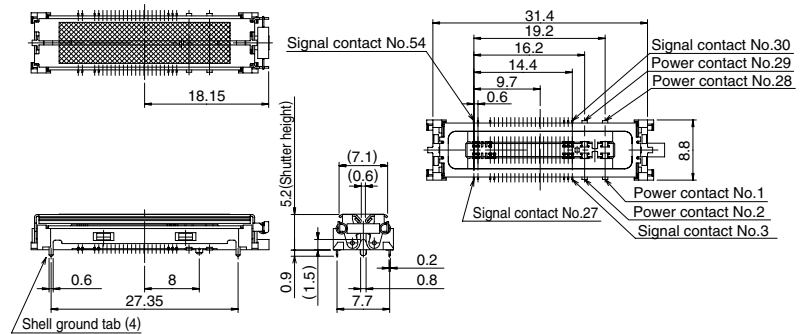 31.4
19.2
Signal contact No.54
16.2
Signal contact No.30
Power contact No.29
14.4
Power contact No.28
9.7
0.6
18.15
8.8
5.2(Shutter height)
(7.1)
(0.6)
Power contact No.1
Signal contact No.27
Power contact No.2
Signal contact No.3
0.9
(1.5)
0.2
0.6
8
0.8
27.35
7.7
Shell ground tab (4)